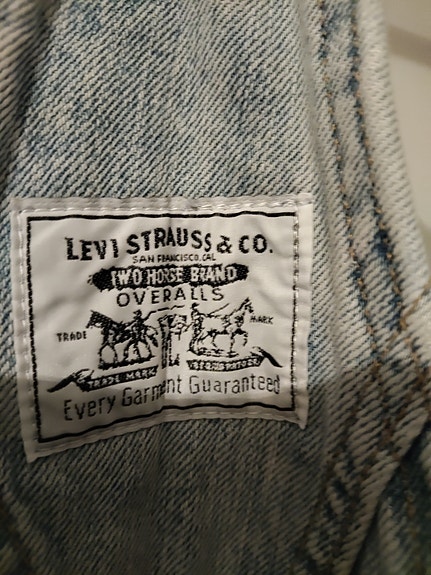 LEVI STRAUSS & CO.
SAN FRANCISCO, CAL
TWO HORSE BRAND
OVERALLS
TRADE MARK
TRADE MARK
Every Garment Guaranteed